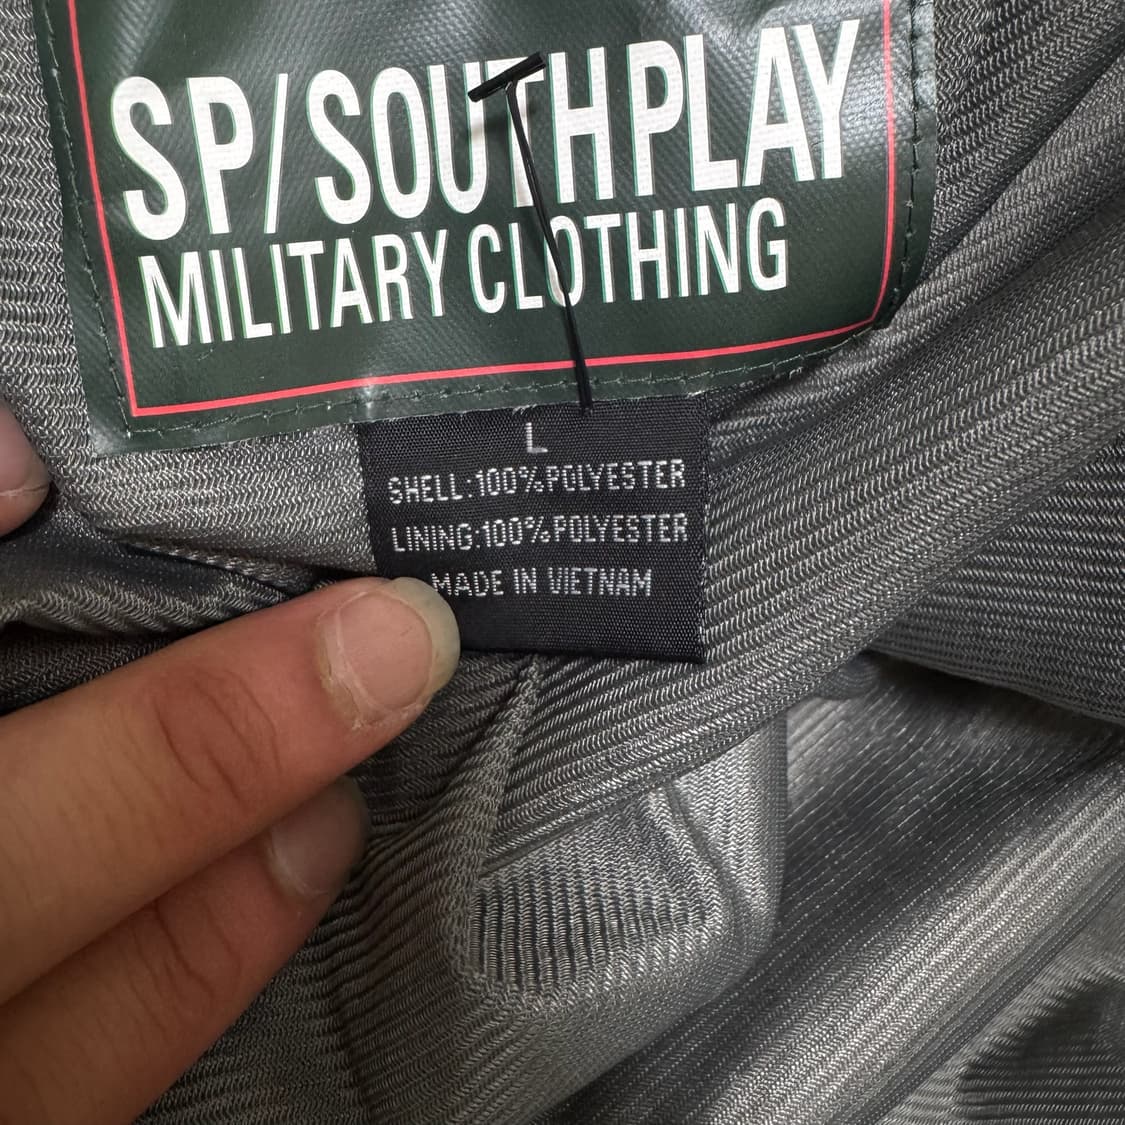 SP/SOUTHPLAY
MILITARY CLOTHING
L
SHELL:100%POLYESTER
LINING:100%POLYESTER
MADE IN VIETNAM